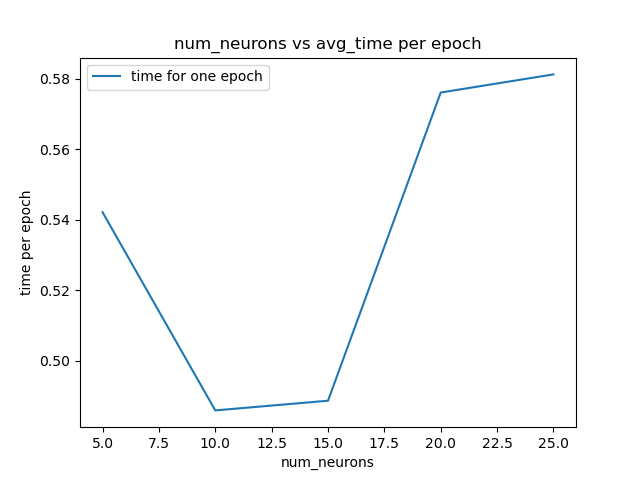 num_neurons vs avg_time per epoch
time for one epoch
0.58
0.56
0.54
0.52
0.50
time per epoch
5.0 7.5 10.0 12.5 15.0 17.5 20.0 22.5 25.0
num_neurons